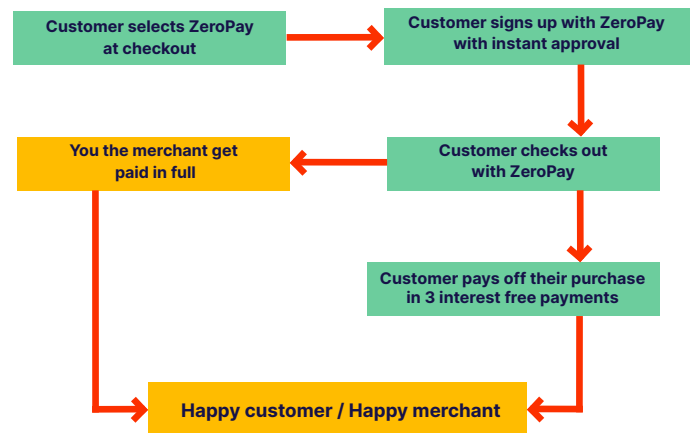 Customer selects ZeroPay
at checkout
Customer signs up with ZeroPay
with instant approval
You the merchant get
paid in full
Customer checks out
with ZeroPay
Customer pays off their purchase
in 3 interest free payments
Happy customer / Happy merchant